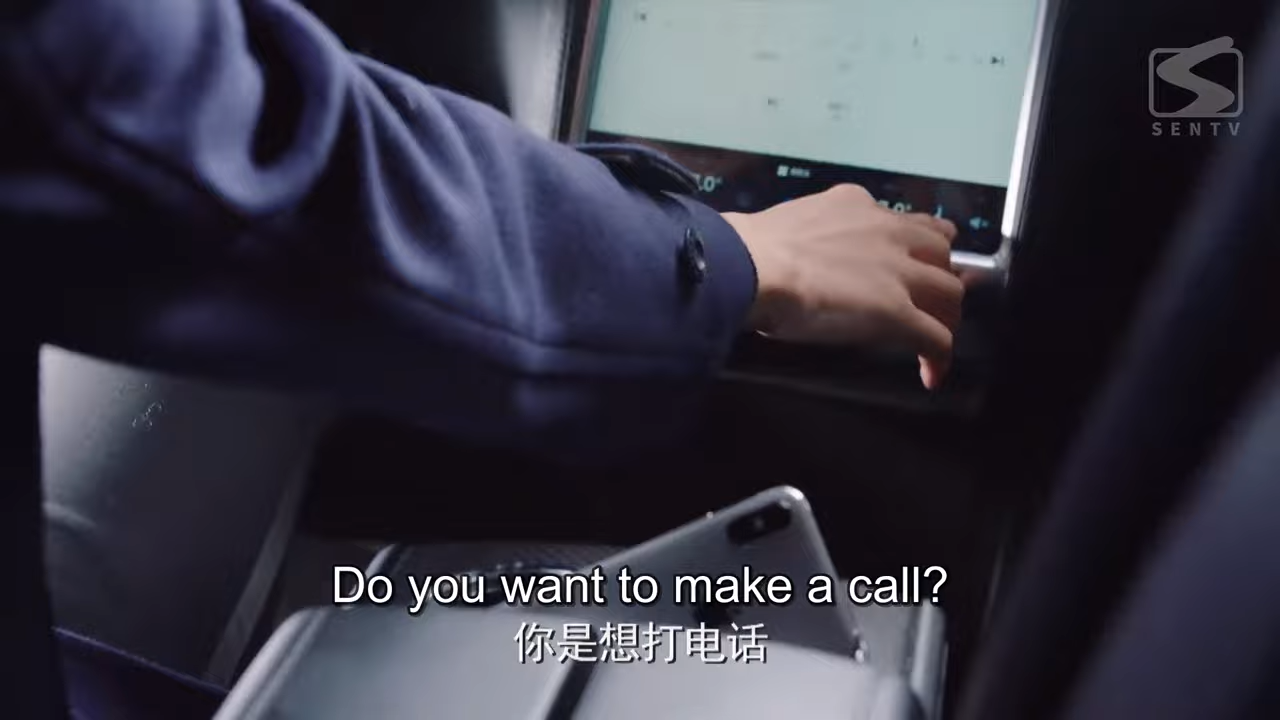 SENTV
Do you want to make a call?
你是想打电话